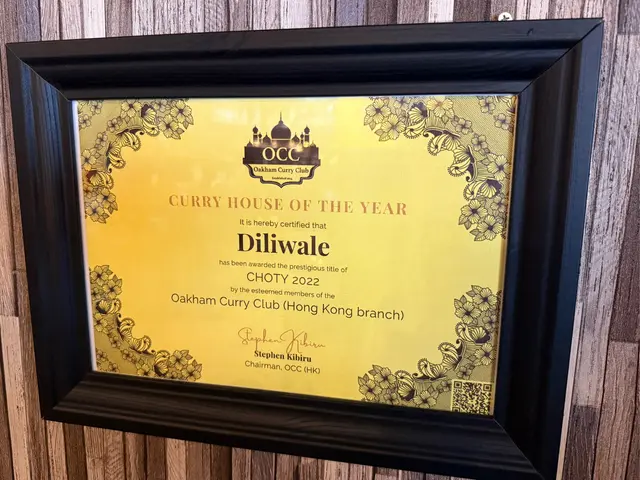 OCC
Oakham Curry Club
CURRY HOUSE OF THE YEAR
It is hereby certified that
Diliwale
has been awarded the prestigious title of
CHOTY 2022
by the esteemed members of the
Oakham Curry Club (Hong Kong branch)
Stephen Kibiru
Stephen Kibiru
Chairman, OCC (HK)